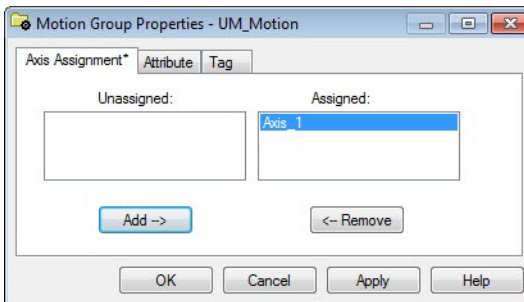 Motion Group Properties - UM_Motion
Axis Assignment* Attribute Tag
Unassigned: Assigned:
Axis_1
Add --> <-- Remove
OK Cancel Apply Help